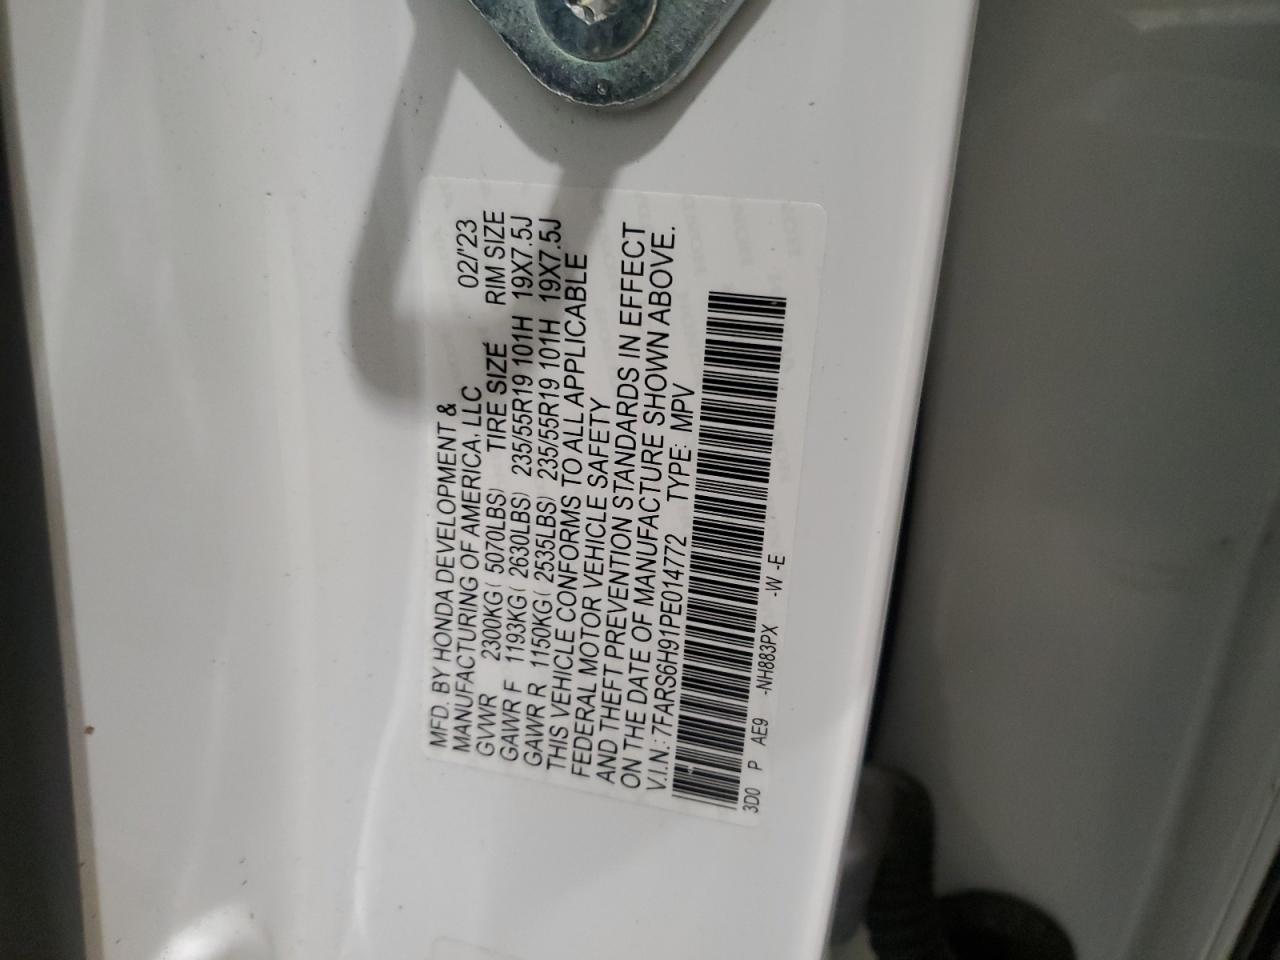 MFD. BY HONDA DEVELOPMENT &
MANUFACTURING OF AMERICA, LLC 02/'23
GVWR 2300KG( 5070LBS) TIRE SIZE RIM SIZE
GAWR F 1193KG( 2630LBS) 235/55R19 101H 19X7.5J
GAWR R 1150KG( 2535LBS) 235/55R19 101H 19X7.5J
THIS VEHICLE CONFORMS TO ALL APPLICABLE
FEDERAL MOTOR VEHICLE SAFETY
AND THEFT PREVENTION STANDARDS IN EFFECT
ON THE DATE OF MANUFACTURE SHOWN ABOVE.
V.I.N.: 7FARS6H91PE014772 TYPE: MPV
3D0 P AE9 -NH883PX -W -E